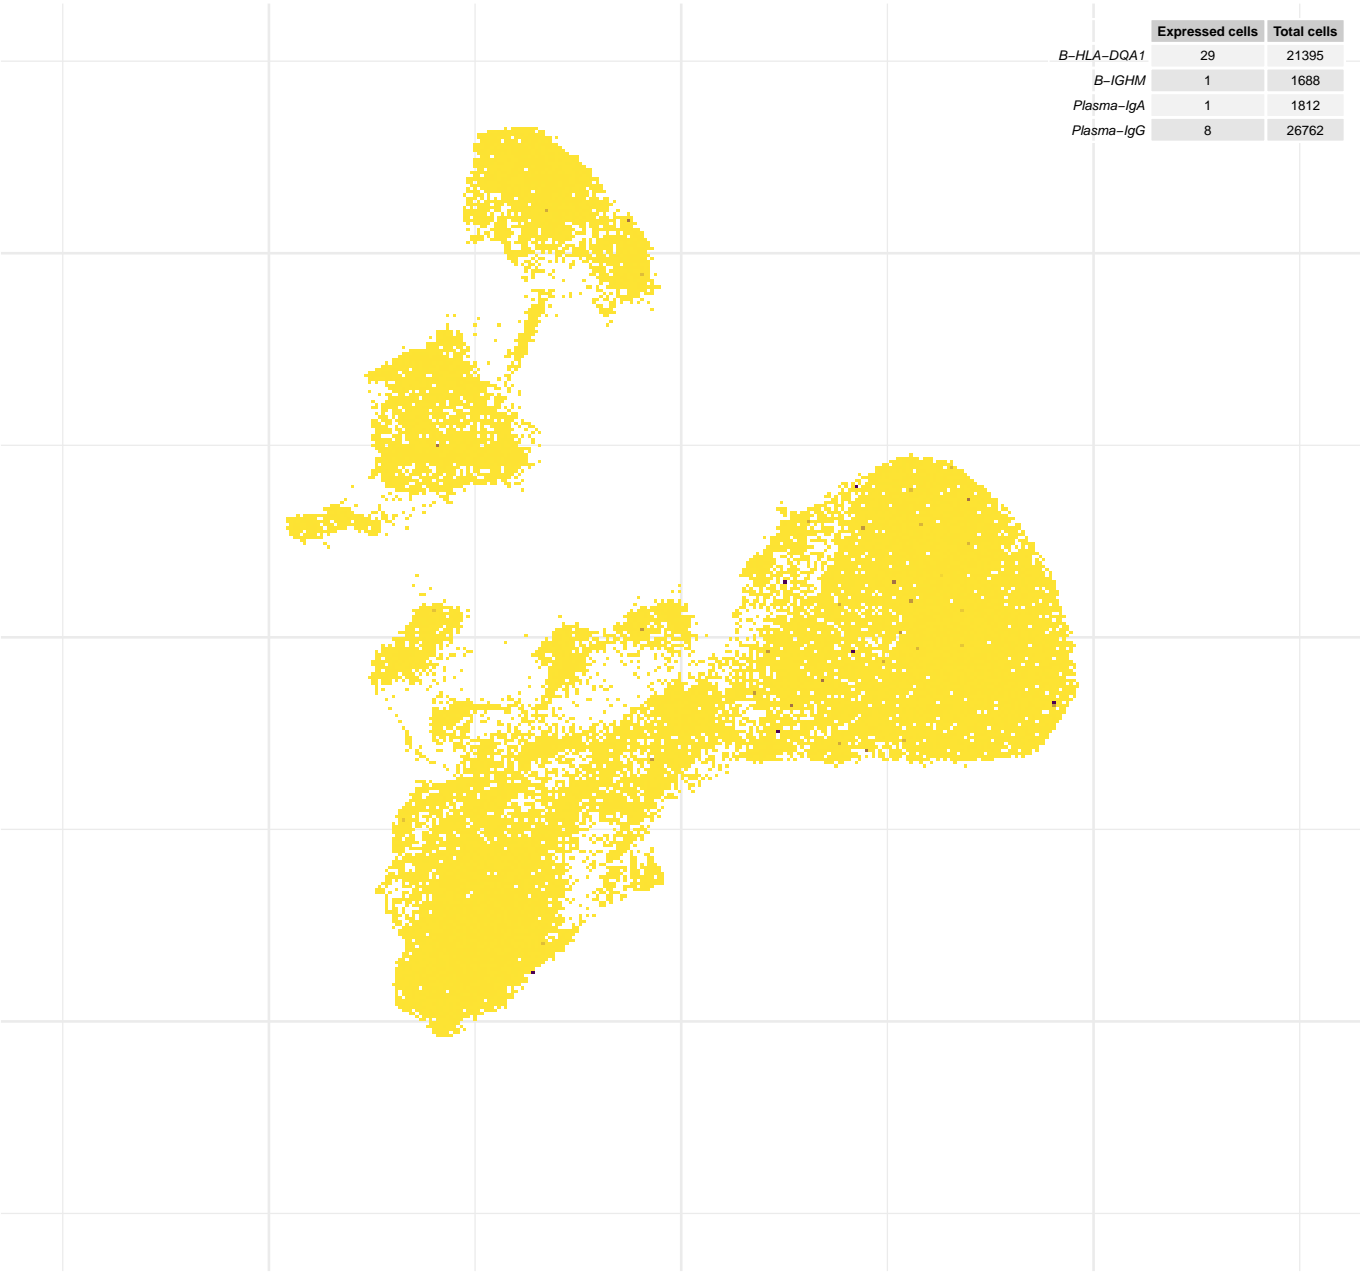 Expressed cells Total cells
B−HLA−DQA1 29 21395
B−IGHM 1 1688
Plasma−IgA 1 1812
Plasma−IgG 8 26762